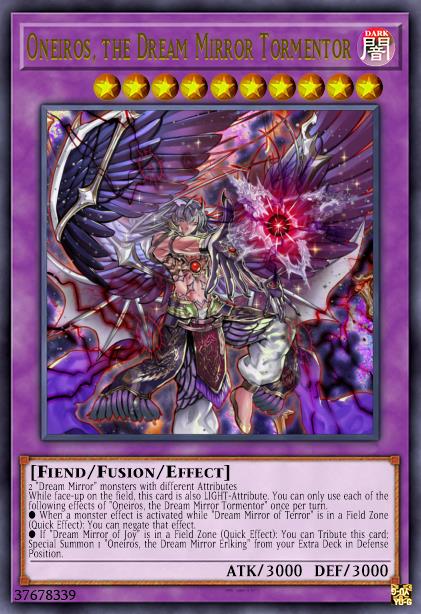 Oneiros, the Dream Mirror Tormentor
DARK
闇
[Fiend/Fusion/Effect]
2 "Dream Mirror" monsters with different Attributes
While face-up on the field, this card is also LIGHT-Attribute. You can only use each of the
following effects of "Oneiros, the Dream Mirror Tormentor" once per turn.
● When a monster effect is activated while "Dream Mirror of Terror" is in a Field Zone
(Quick Effect): You can negate that effect.
● If "Dream Mirror of Joy" is in a Field Zone (Quick Effect): You can Tribute this card;
Special Summon 1 "Oneiros, the Dream Mirror Erlking" from your Extra Deck in Defense
Position.
ATK/3000 DEF/3000
37678339